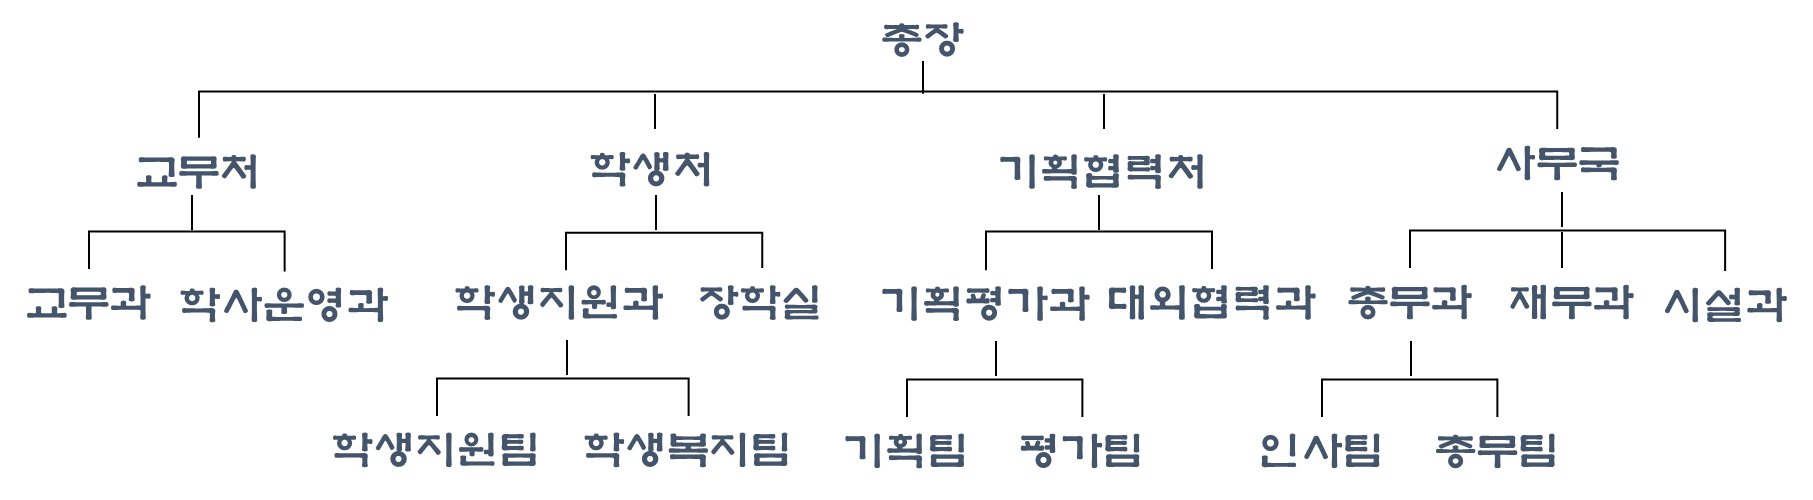 총장
교무처 학생처 기획협력처 사무국
교무과 학사운영과 학생지원과 장학실 기획평가과 대외협력과 총무과 재무과 시설과
학생지원팀 학생복지팀 기획팀 평가팀 인사팀 총무팀